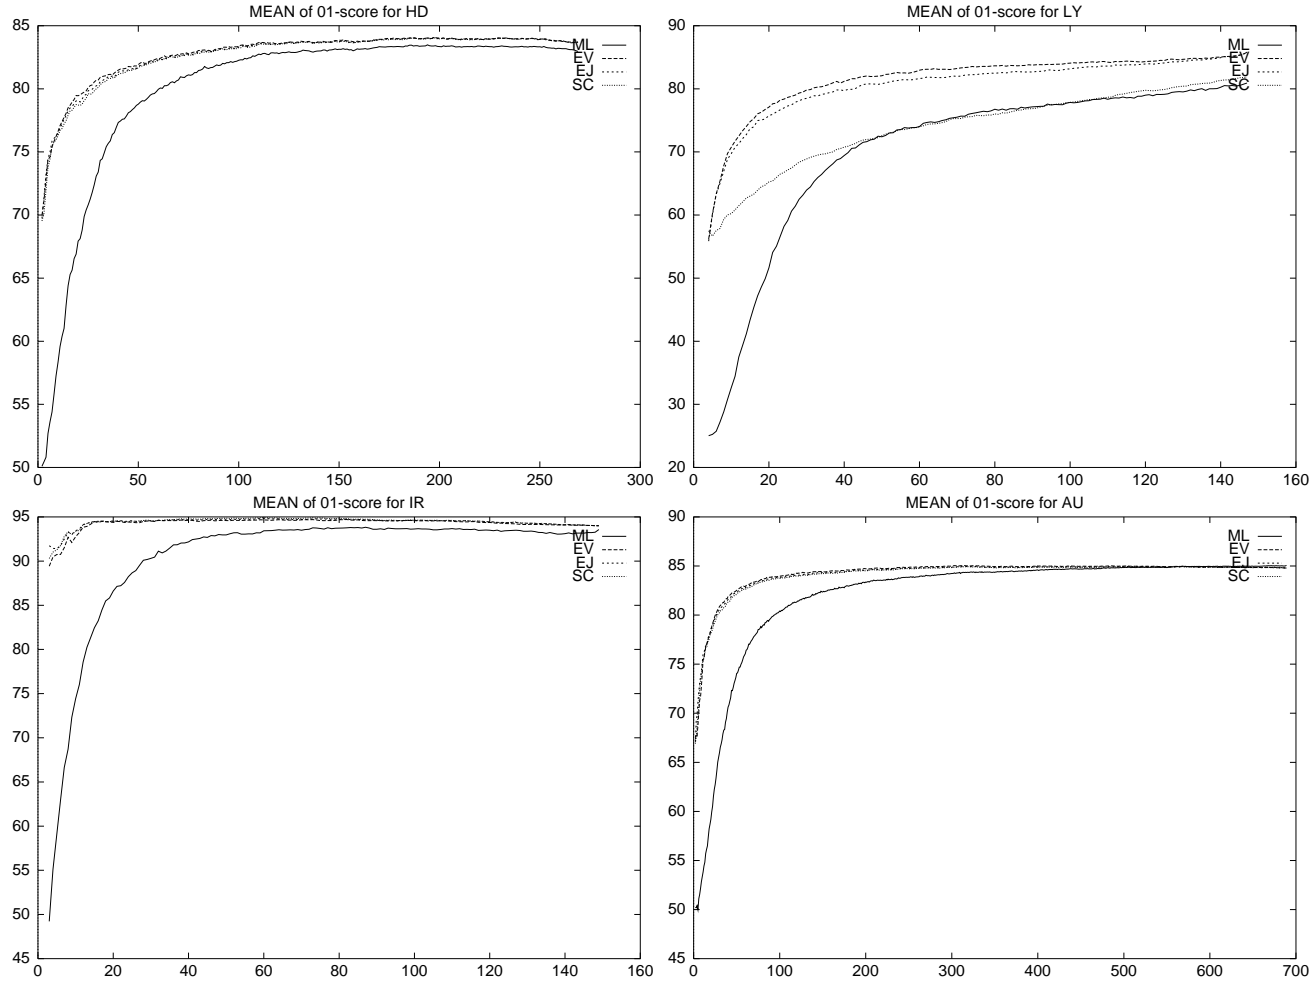 MEAN of 01-score for HD
85
80
75
70
65
60
55
50
0 50 100 150 200 250 300
ML
EV
EJ
SC
MEAN of 01-score for LY
90
80
70
60
50
40
30
20
0 20 40 60 80 100 120 140 160
ML
EV
EJ
SC
MEAN of 01-score for IR
95
90
85
80
75
70
65
60
55
50
45
0 20 40 60 80 100 120 140 160
ML
EV
EJ
SC
MEAN of 01-score for AU
90
85
80
75
70
65
60
55
50
45
0 100 200 300 400 500 600 700
ML
EV
EJ
SC